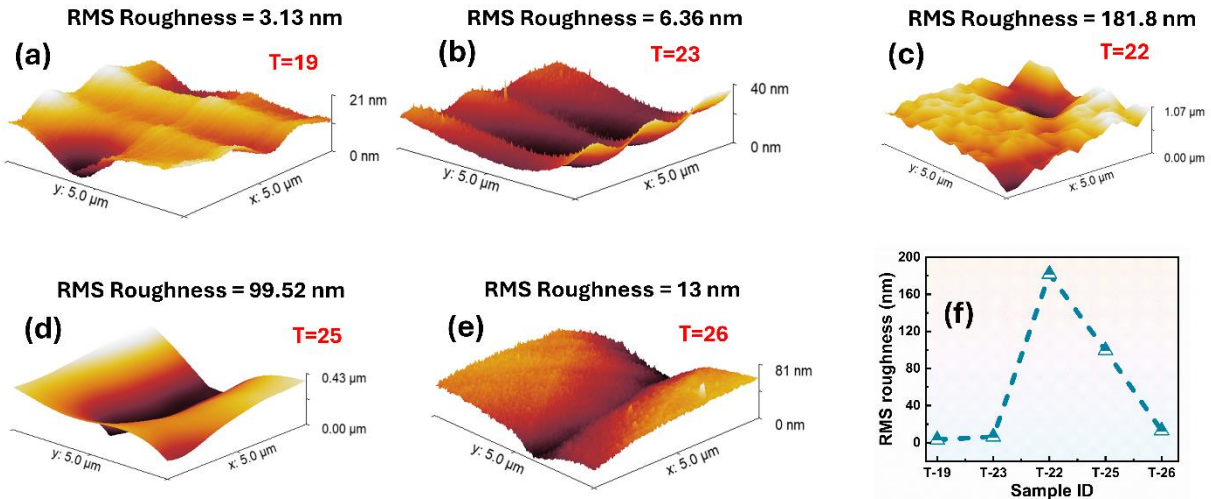 RMS Roughness = 3.13 nm
(a)
T=19
21 nm
0 nm
y: 5.0 µm
x: 5.0 µm
RMS Roughness = 6.36 nm
(b)
T=23
40 nm
0 nm
y: 5.0 µm
x: 5.0 µm
RMS Roughness = 181.8 nm
(c)
T=22
1.07 µm
0.00 µm
y: 5.0 µm
x: 5.0 µm
RMS Roughness = 99.52 nm
(d)
T=25
0.43 µm
0.00 µm
y: 5.0 µm
x: 5.0 µm
RMS Roughness = 13 nm
(e)
T=26
81 nm
0 nm
y: 5.0 µm
x: 5.0 µm
(f)
RMS roughness (nm)
200
160
120
80
40
0
T-19 T-23 T-22 T-25 T-26
Sample ID